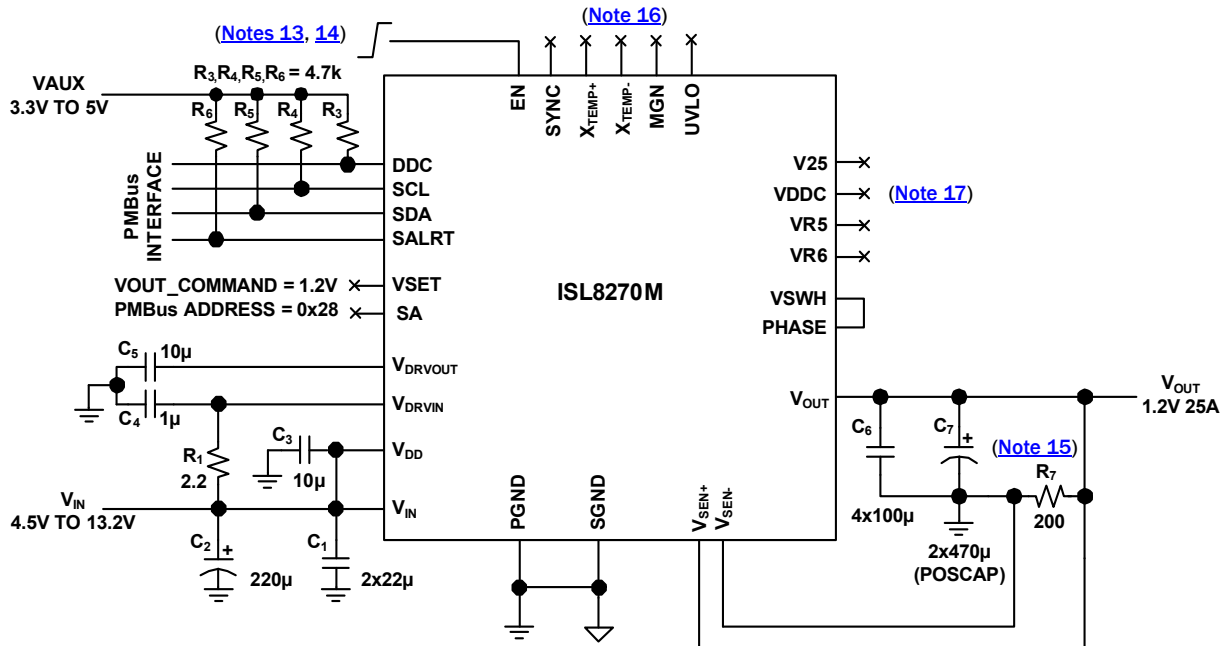 (Note 16)
(Notes 13, 14)
R3,R4,R5,R6 = 4.7k
VAUX
3.3V TO 5V
R6
R5
R4
R3
EN
SYNC
XTEMP+
XTEMP-
MGN
UVLO
PMBus
INTERFACE
DDC
SCL
SDA
SALRT
V25
VDDC
(Note 17)
VR5
VR6
VOUT_COMMAND = 1.2V
VSET
PMBus ADDRESS = 0x28
SA
ISL8270M
VSWH
PHASE
C5
10µ
VDRVOUT
C4
1µ
VDRVIN
VOUT
VOUT
1.2V 25A
C3
10µ
VDD
R1
2.2
C6
C7
+
(Note 15)
R7
200
VIN
4.5V TO 13.2V
VIN
PGND
SGND
VSEN+
VSEN-
4x100µ
2x470µ
(POSCAP)
C2
+
220µ
C1
2x22µ